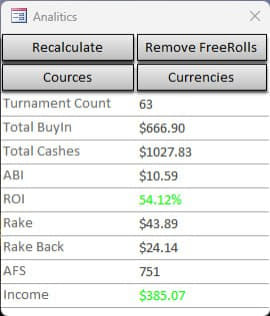 Analitics
Recalculate Remove FreeRolls
Cources Currencies
Turnament Count 63
Total BuyIn $666.90
Total Cashes $1027.83
ABI $10.59
ROI 54.12%
Rake $43.89
Rake Back $24.14
AFS 751
Income $385.07